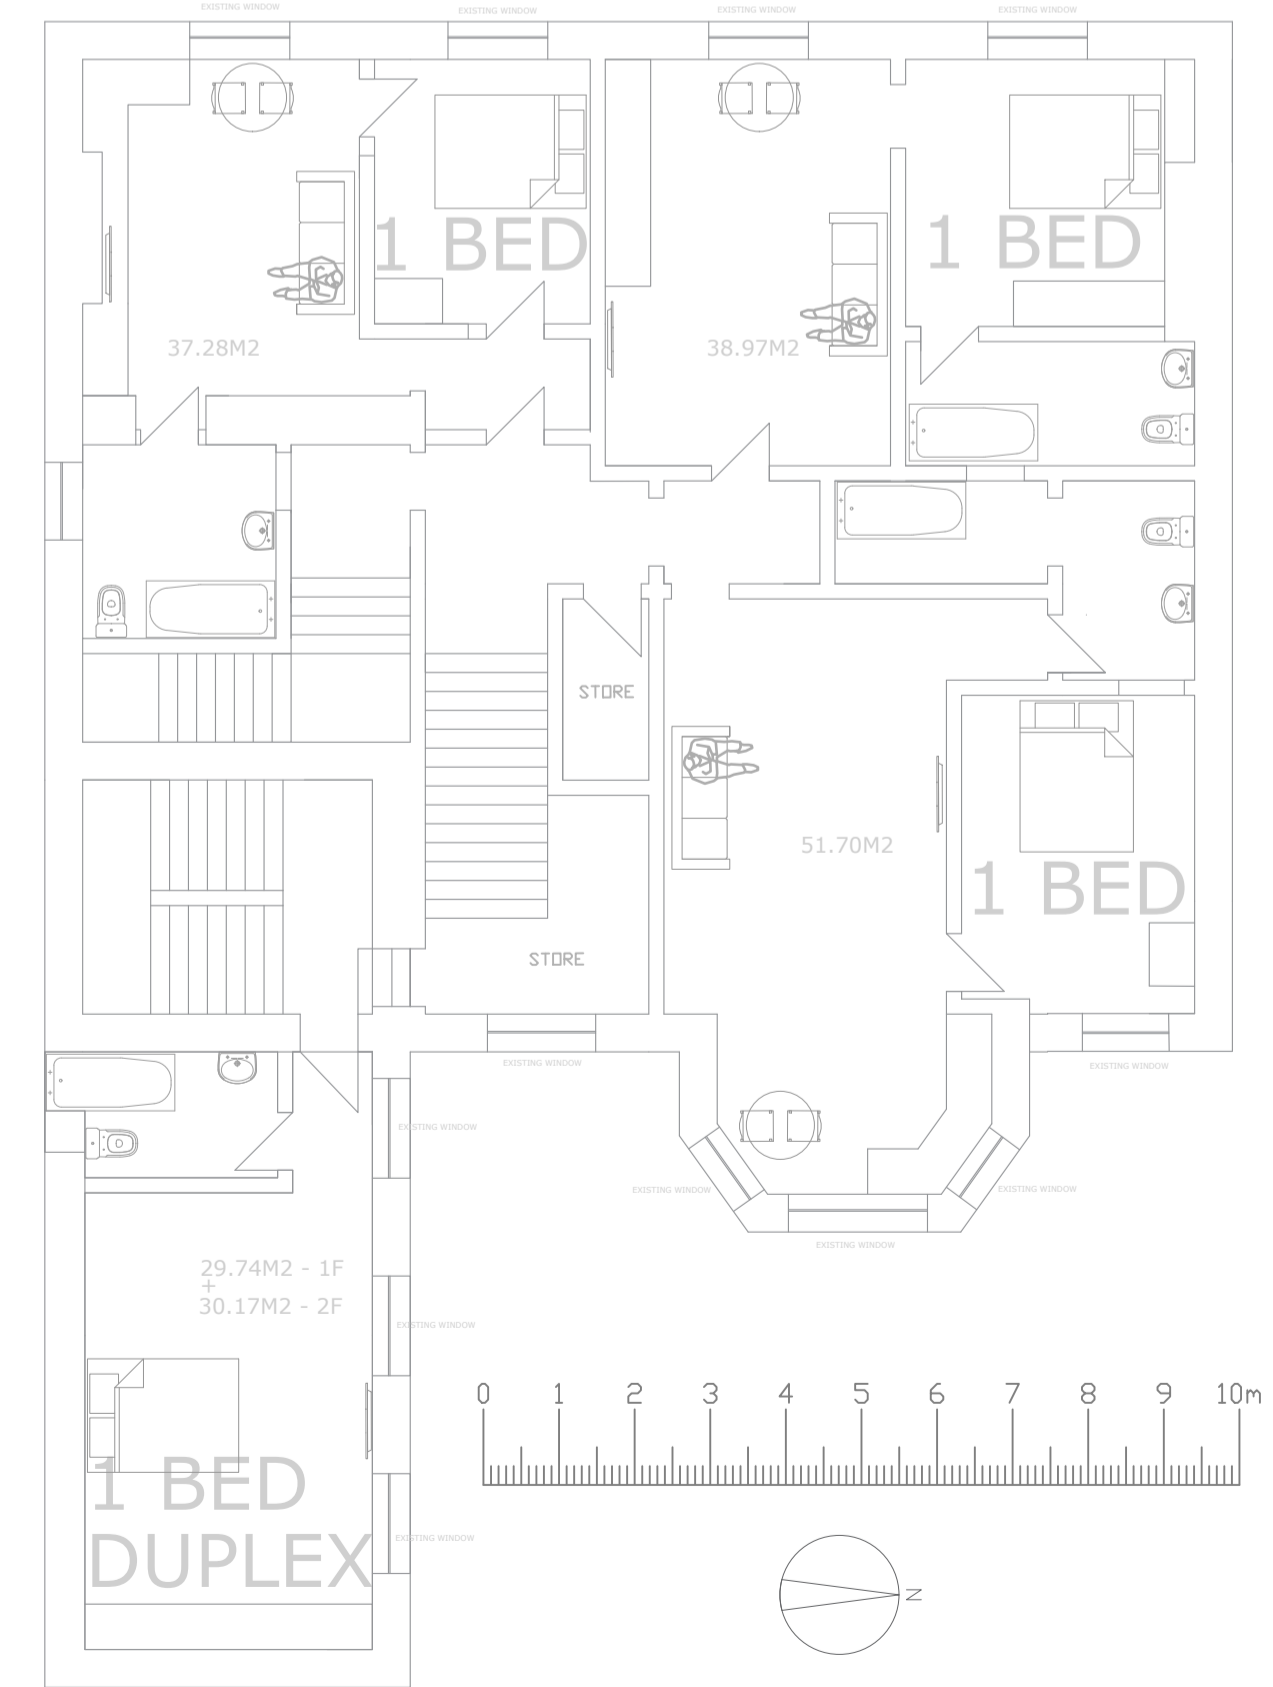 EXISTING WINDOW
EXISTING WINDOW
EXISTING WINDOW
EXISTING WINDOW
1 BED
1 BED
37.28M2
38.97M2
STORE
51.70M2
1 BED
STORE
EXISTING WINDOW
EXISTING WINDOW
EXISTING WINDOW
EXISTING WINDOW
EXISTING WINDOW
EXISTING WINDOW
29.74M2 - 1F
+
30.17M2 - 2F
EXISTING WINDOW
0 1 2 3 4 5 6 7 8 9 10m
1 BED
DUPLEX
EXISTING WINDOW
N